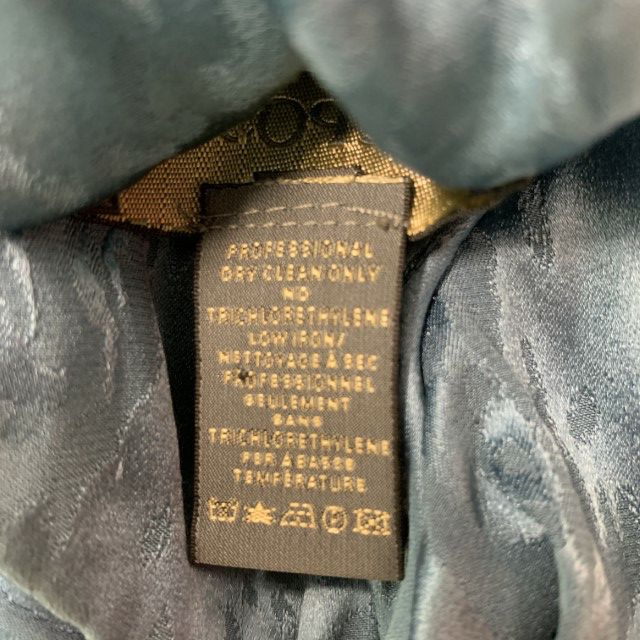 PROFESSIONAL
DRY CLEAN ONLY
NO
TRICHLORETHYLENE
LOW IRON/
NETTOYAGE A SEC
PROFESSIONNEL
SEULEMENT
SANS
TRICHLORETHYLENE
FER A BASSE
TEMPÉRATURE